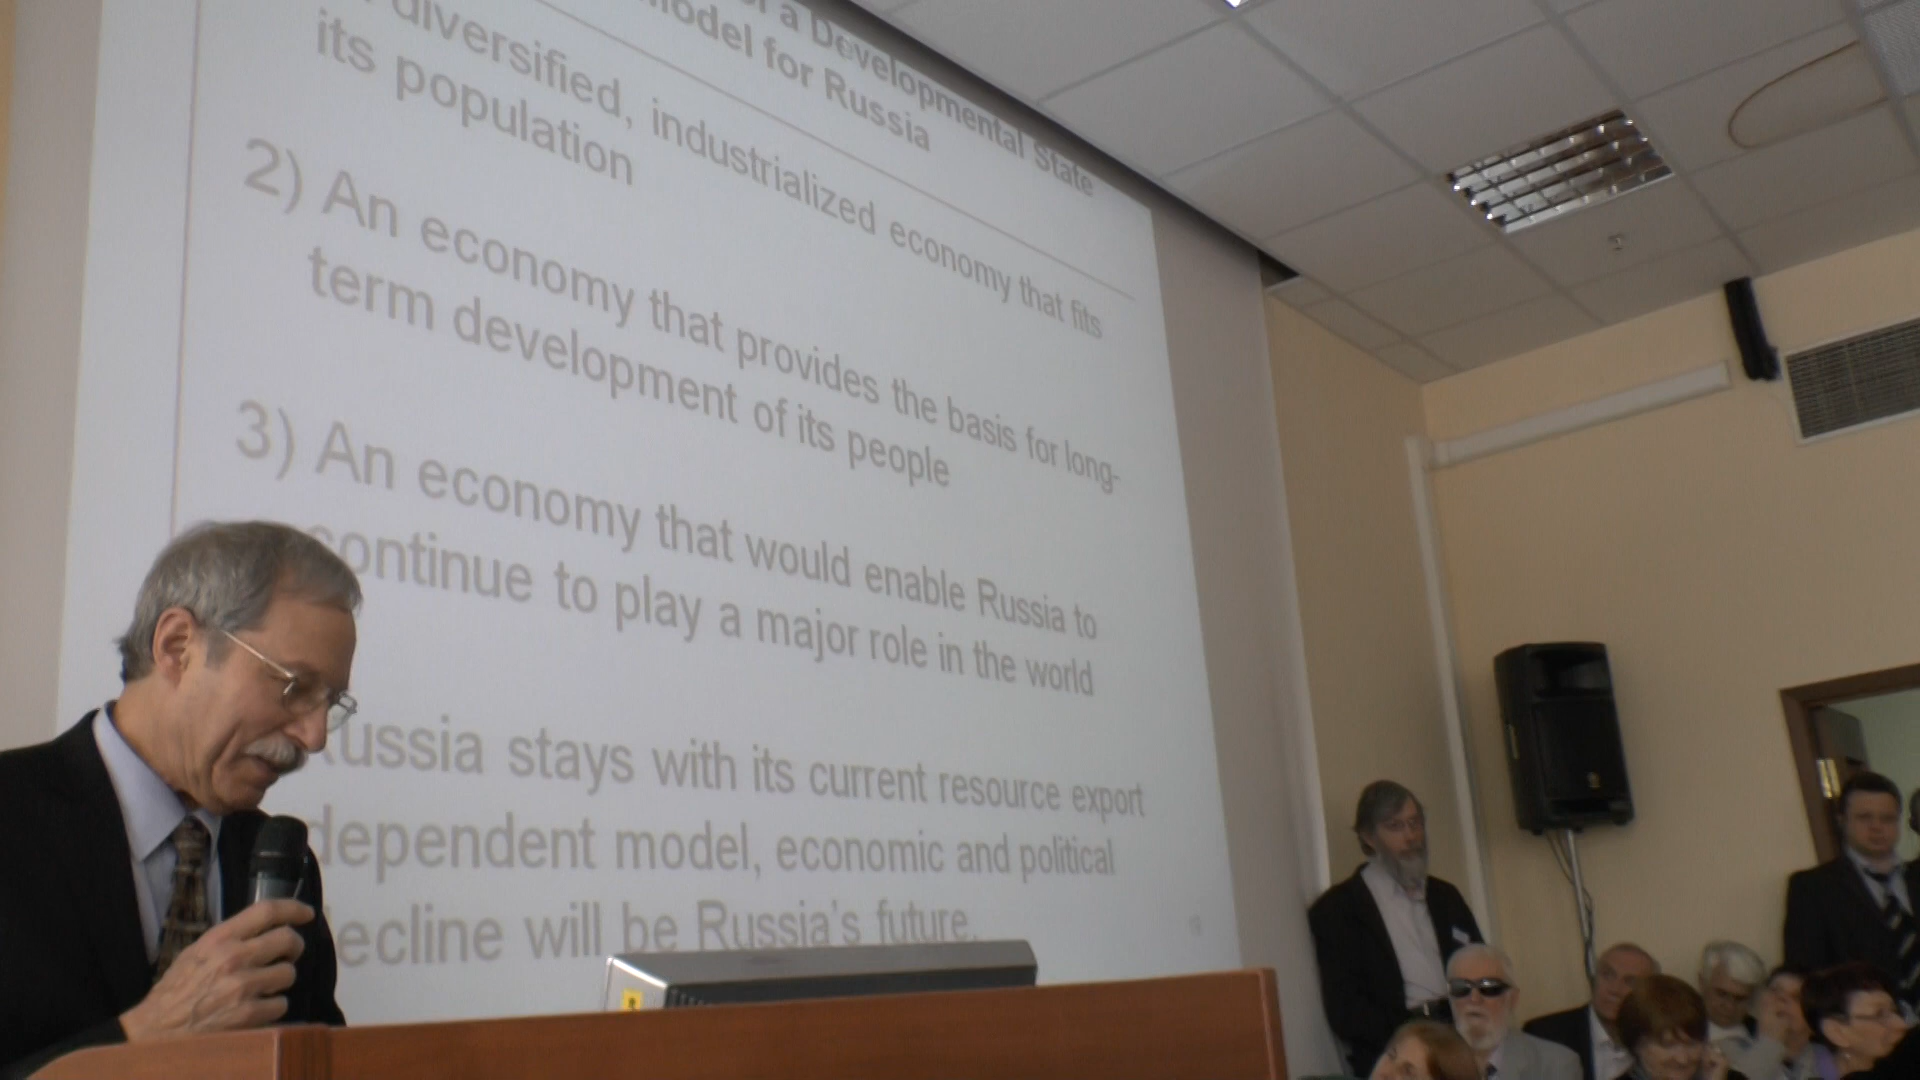 a Developmental State
Model for Russia
diversified, industrialized economy that fits
its population
2) An economy that provides the basis for long-
term development of its people
3) An economy that would enable Russia to
continue to play a major role in the world
Russia stays with its current resource export
dependent model, economic and political
decline will be Russia's future.